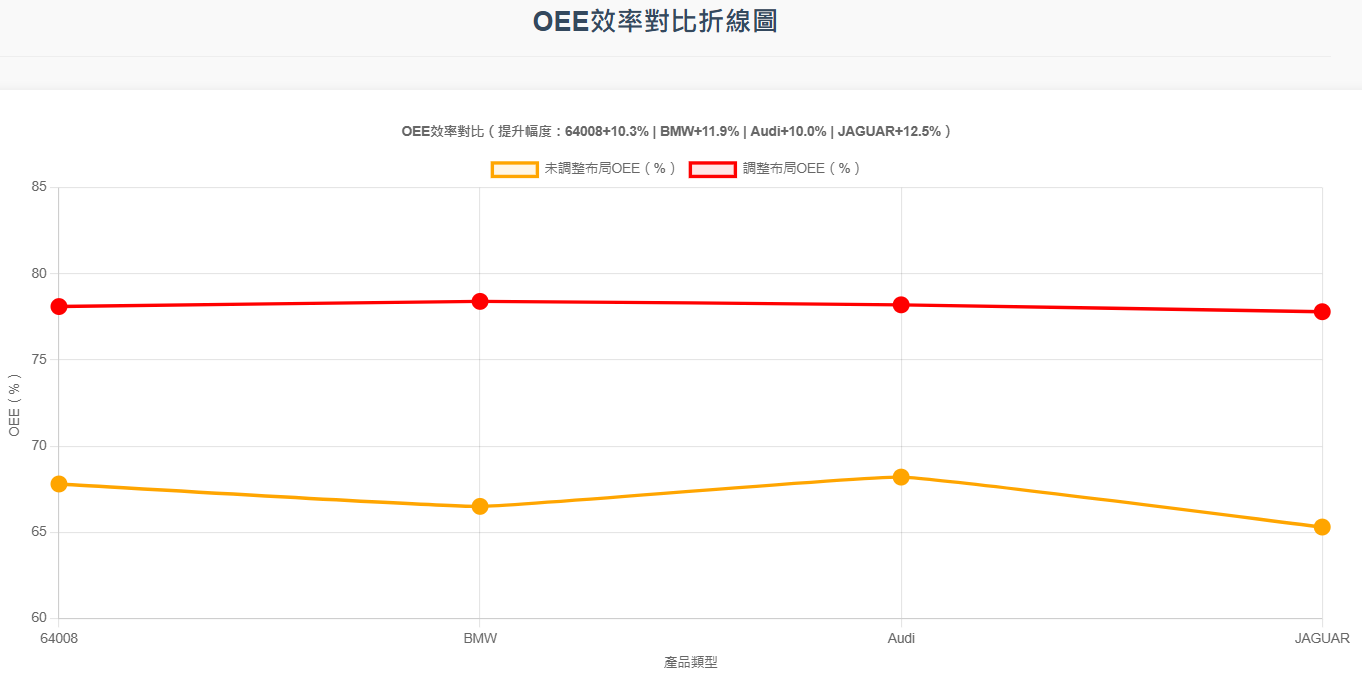 OEE效率對比折線圖
OEE效率對比（提升幅度：64008+10.3% | BMW+11.9% | Audi+10.0% | JAGUAR+12.5%）
未調整布局OEE（%） 調整布局OEE（%）
85
80
75
70
65
60
OEE（%）
64008 BMW Audi JAGUAR
產品類型